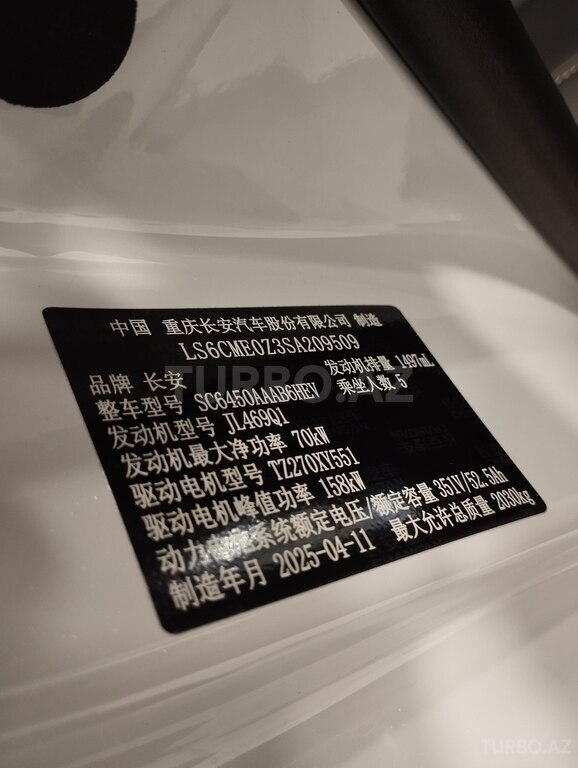 中国 重庆长安汽车股份有限公司 制造
LS6CME0Z3SA209509
品牌 长安 发动机排量 1497mL
整车型号 SC6450AAAB6HEV 乘坐人数 5
发动机型号 JL469Q1
发动机最大净功率 70kW
驱动电机型号 TZ270XY551
驱动电机峰值功率 158kW
动力 系统额定电压/额定容量 351V/52.5Ah
制造年月 2025-04-11 最大允许总质量 2030kg
TURBO.AZ
TURBO.AZ